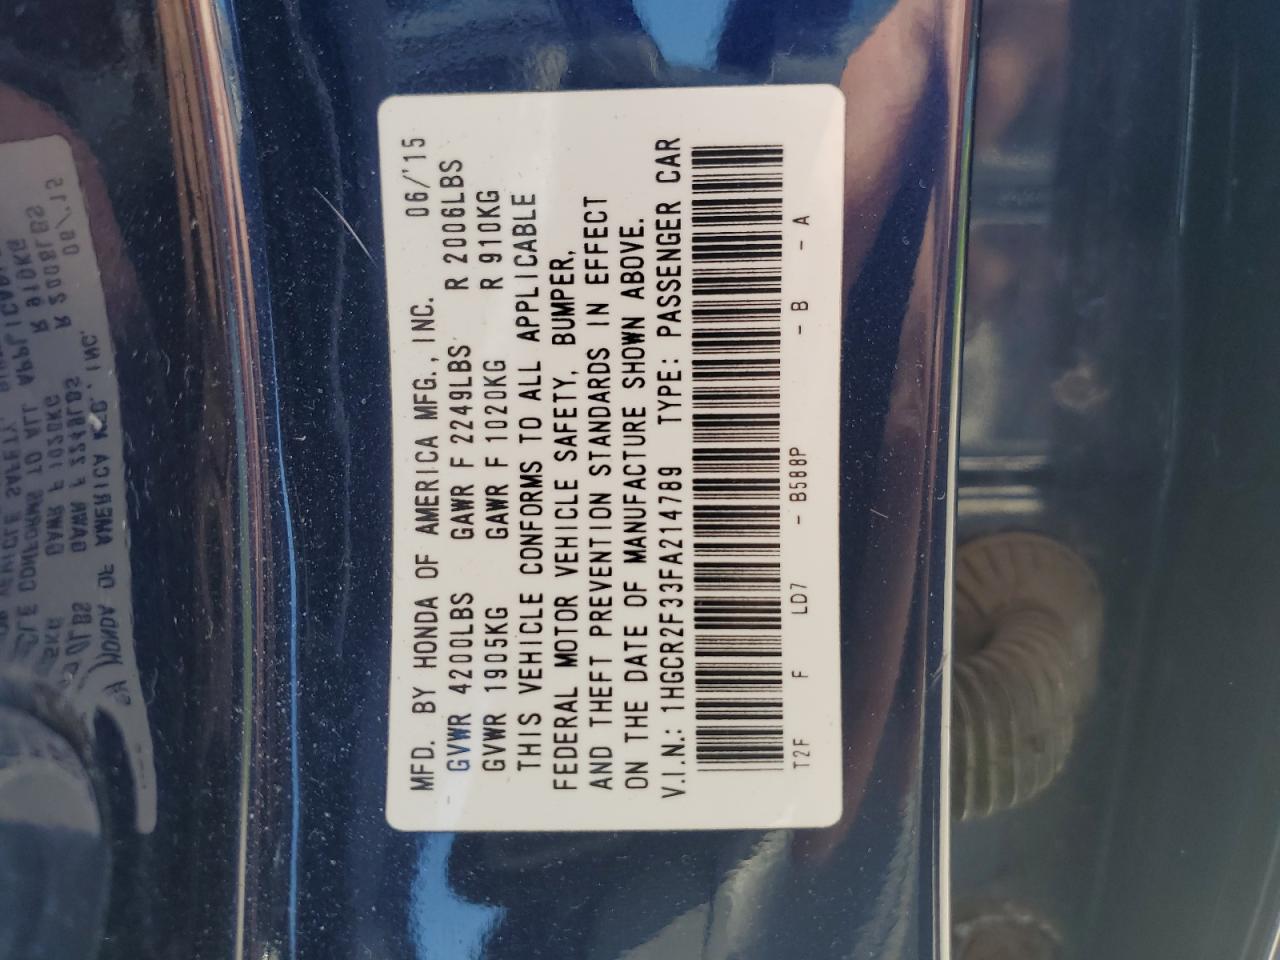 MFD. BY HONDA OF AMERICA MFG., INC. 06/'15
GVWR 4200LBS GAWR F 2249LBS R 2006LBS
GVWR 1905KG GAWR F 1020KG R 910KG
THIS VEHICLE CONFORMS TO ALL APPLICABLE
FEDERAL MOTOR VEHICLE SAFETY, BUMPER,
AND THEFT PREVENTION STANDARDS IN EFFECT
ON THE DATE OF MANUFACTURE SHOWN ABOVE.
V.I.N.: 1HGCR2F33FA214789 TYPE: PASSENGER CAR
T2F F LD7 - B588P - B - A